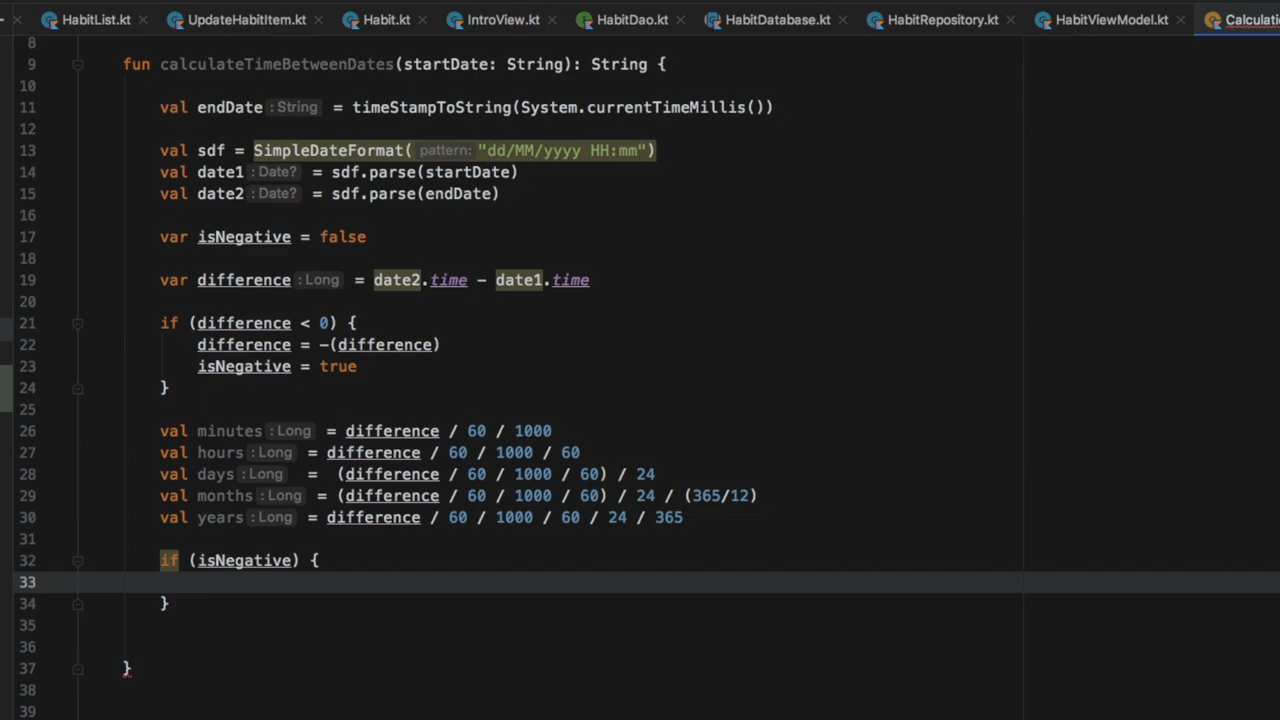 HabitList.kt × UpdateHabitItem.kt × Habit.kt × IntroView.kt × HabitDao.kt × HabitDatabase.kt × HabitRepository.kt × HabitViewModel.kt × Calculati
8
9 fun calculateTimeBetweenDates(startDate: String): String {
10
11 val endDate : String = timeStampToString(System.currentTimeMillis())
12
13 val sdf = SimpleDateFormat( pattern: "dd/MM/yyyy HH:mm")
14 val date1 : Date? = sdf.parse(startDate)
15 val date2 : Date? = sdf.parse(endDate)
16
17 var isNegative = false
18
19 var difference : Long = date2.time - date1.time
20
21 if (difference < 0) {
22 difference = -(difference)
23 isNegative = true
24 }
25
26 val minutes : Long = difference / 60 / 1000
27 val hours : Long = difference / 60 / 1000 / 60
28 val days : Long = (difference / 60 / 1000 / 60) / 24
29 val months : Long = (difference / 60 / 1000 / 60) / 24 / (365/12)
30 val years : Long = difference / 60 / 1000 / 60 / 24 / 365
31
32 if (isNegative) {
33
34 }
35
36
37 }
38
39